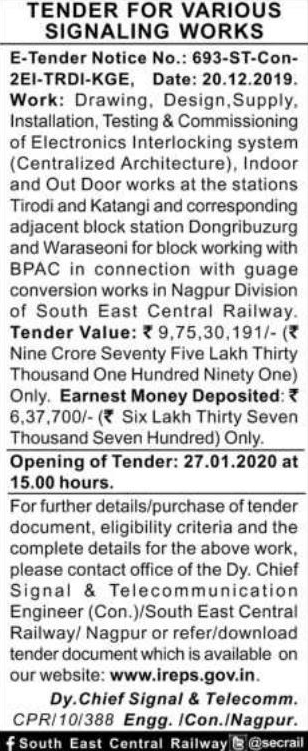 TENDER FOR VARIOUS
SIGNALING WORKS
E-Tender Notice No.: 693-ST-Con-
2EI-TRDI-KGE, Date: 20.12.2019.
Work: Drawing, Design,Supply,
Installation, Testing & Commissioning
of Electronics Interlocking system
(Centralized Architecture), Indoor
and Out Door works at the stations
Tirodi and Katangi and corresponding
adjacent block station Dongribuzurg
and Waraseoni for block working with
BPAC in connection with guage
conversion works in Nagpur Division
of South East Central Railway.
Tender Value: ₹ 9,75,30,191/- (₹
Nine Crore Seventy Five Lakh Thirty
Thousand One Hundred Ninety One)
Only. Earnest Money Deposited: ₹
6,37,700/- (₹ Six Lakh Thirty Seven
Thousand Seven Hundred) Only.
Opening of Tender: 27.01.2020 at
15.00 hours.
For further details/purchase of tender
document, eligibility criteria and the
complete details for the above work,
please contact office of the Dy. Chief
Signal & Telecommunication
Engineer (Con.)/South East Central
Railway/ Nagpur or refer/download
tender document which is available on
our website: www.ireps.gov.in.
Dy.Chief Signal & Telecomm.
CPR/10/388 Engg. /Con./Nagpur.
f South East Central Railway @secrail